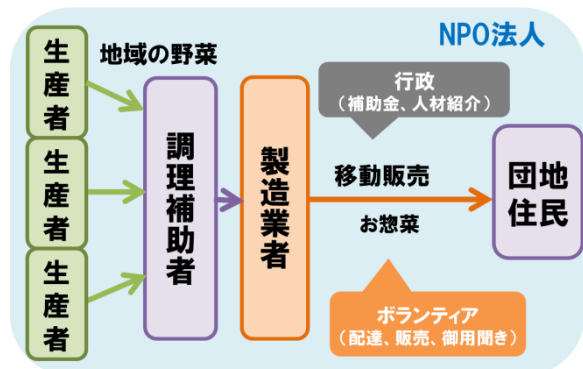 NPO法人
生産者
地域の野菜
生産者
生産者
調理補助者
製造業者
行政
（補助金、人材紹介）
移動販売
お惣菜
ボランティア
（配達、販売、御用聞き）
団地
住民